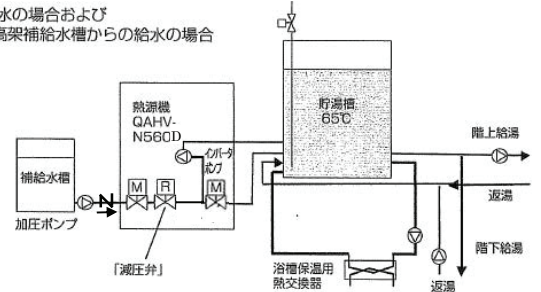 水の場合および
高架補給水槽からの給水の場合
熱源機
QAHV-
N560D
インバータ
ポンプ
貯湯槽
65℃
階上給湯
補給水槽
M
R
M
返湯
加圧ポンプ
「減圧弁」
階下給湯
浴槽保温用
熱交換器
返湯